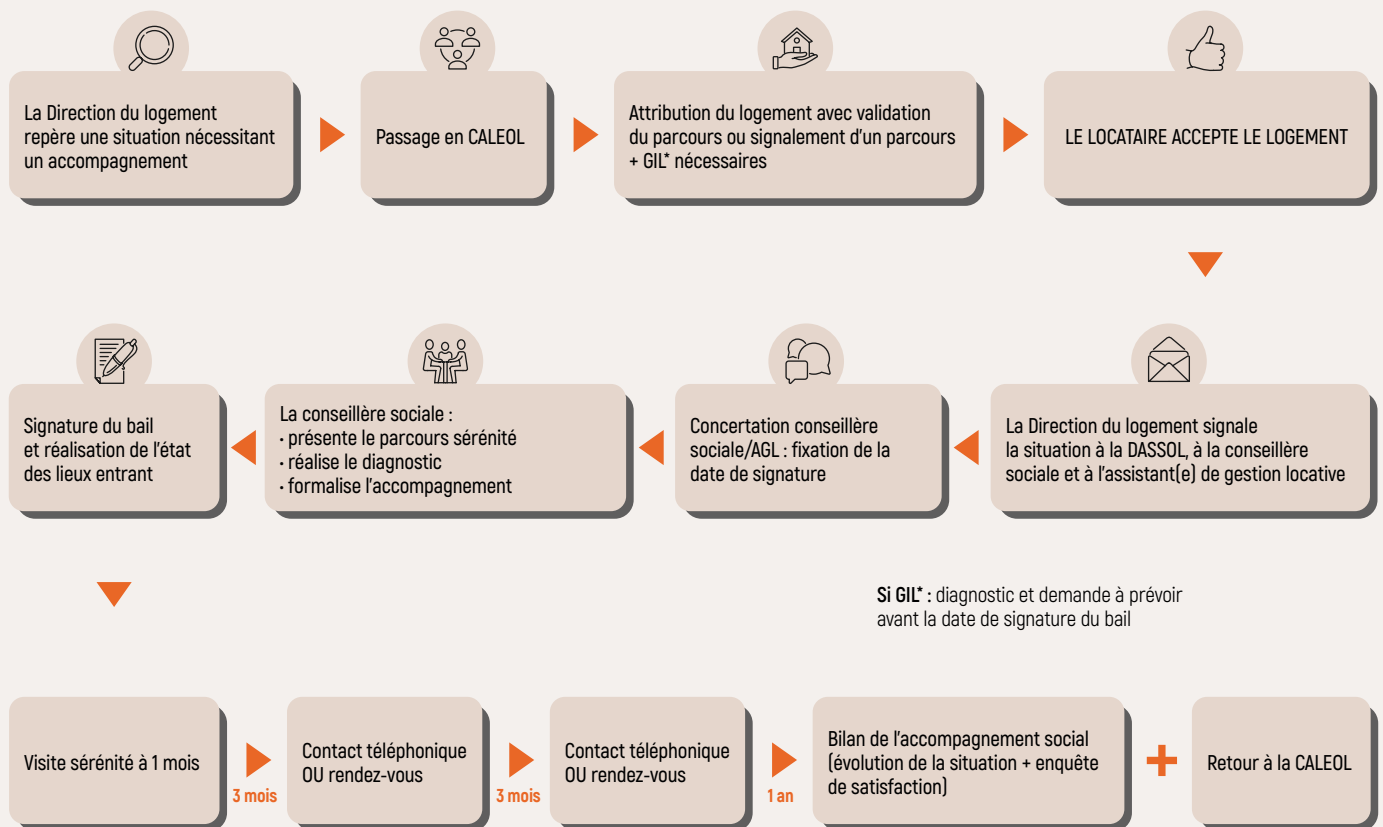 La Direction du logement
repère une situation nécessitant
un accompagnement
Passage en CALEOL
Attribution du logement avec validation
du parcours ou signalement d'un parcours
+ GIL* nécessaires
LE LOCATAIRE ACCEPTE LE LOGEMENT
La Direction du logement signale
la situation à la DASSOL, à la conseillère
sociale et à l'assistant(e) de gestion locative
Concertation conseillère
sociale/AGL : fixation de la
date de signature
La conseillère sociale :
• présente le parcours sérénité
• réalise le diagnostic
• formalise l'accompagnement
Signature du bail
et réalisation de l'état
des lieux entrant
Si GIL* : diagnostic et demande à prévoir
avant la date de signature du bail
Visite sérénité à 1 mois
3 mois
Contact téléphonique
OU rendez-vous
3 mois
Contact téléphonique
OU rendez-vous
1 an
Bilan de l'accompagnement social
(évolution de la situation + enquête
de satisfaction)
+
Retour à la CALEOL